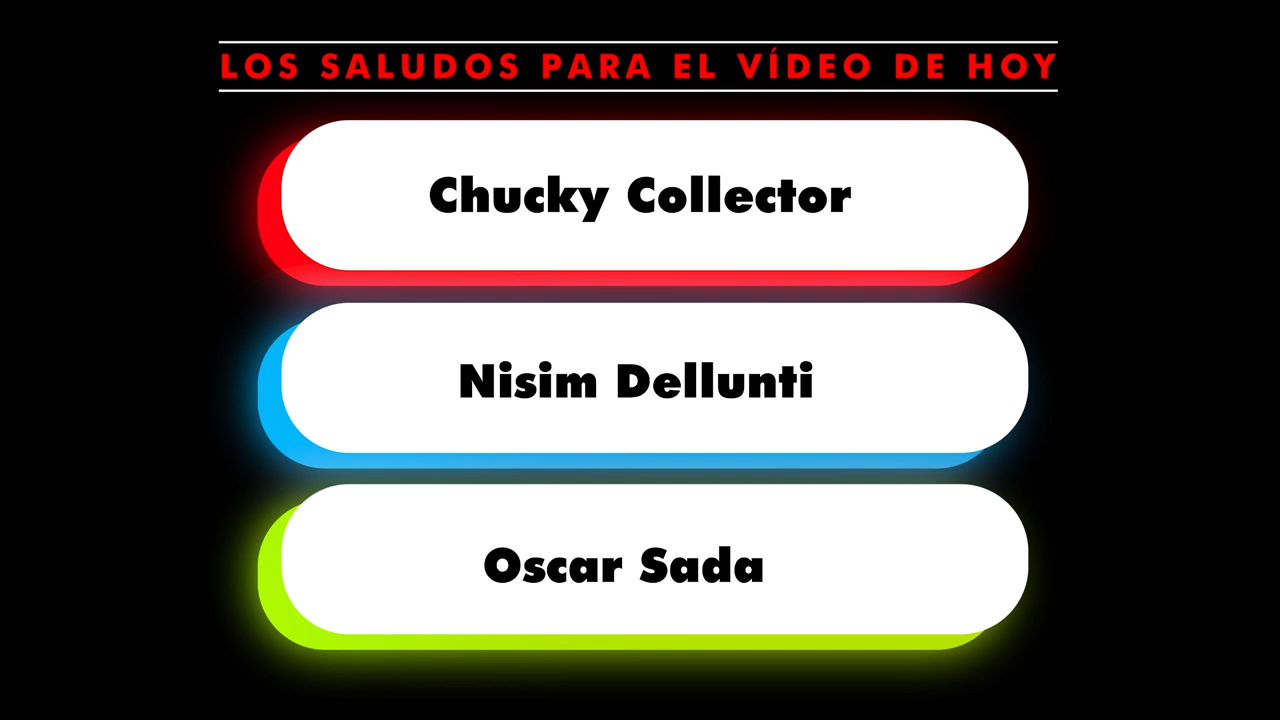 LOS SALUDOS PARA EL VÍDEO DE HOY
Chucky Collector
Nisim Dellunti
Oscar Sada